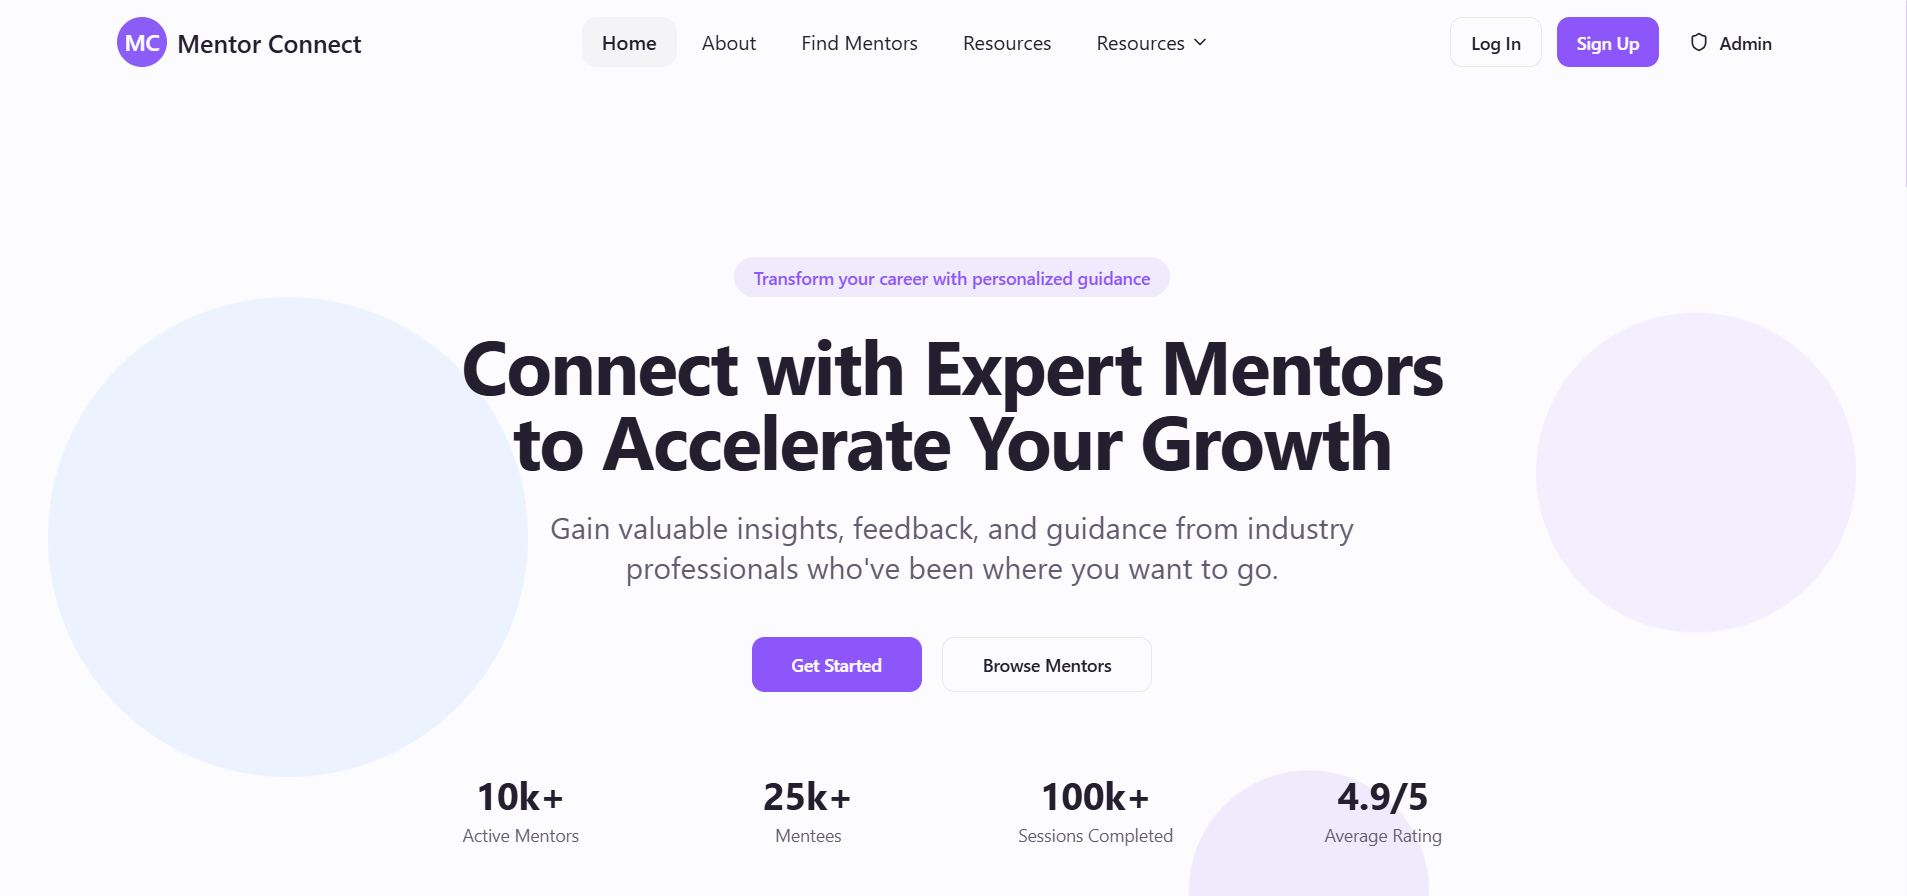 MC Mentor Connect
Home About Find Mentors Resources Resources
Log In Sign Up Admin
Transform your career with personalized guidance
Connect with Expert Mentors
to Accelerate Your Growth
Gain valuable insights, feedback, and guidance from industry
professionals who've been where you want to go.
Get Started Browse Mentors
10k+ 25k+ 100k+ 4.9/5
Active Mentors Mentees Sessions Completed Average Rating